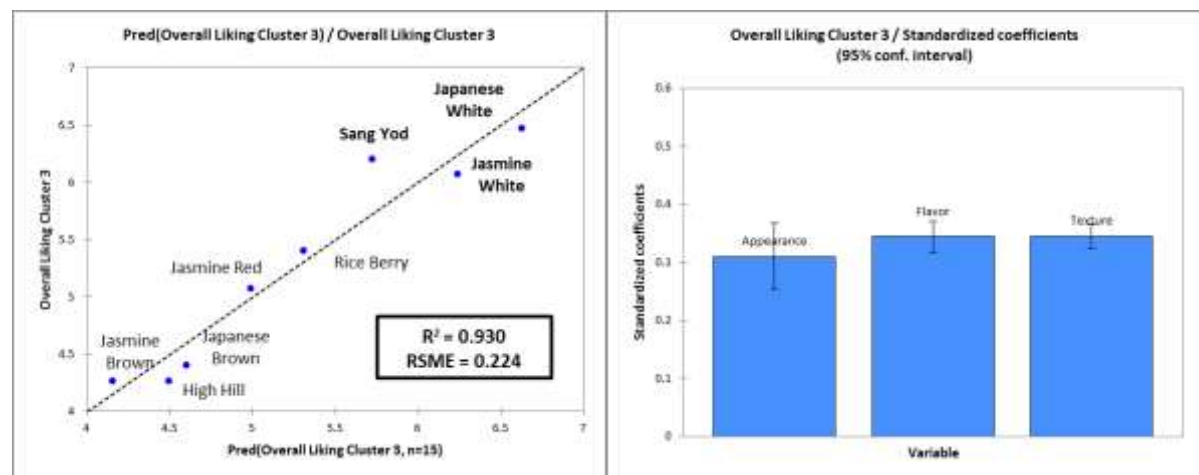 Pred(Overall Liking Cluster 3) / Overall Liking Cluster 3
7
6.5
6
5.5
5
4.5
4
Overall Liking Cluster 3
Japanese
White
Sang Yod
Jasmine
White
Rice Berry
Jasmine Red
Jasmine
Brown
Japanese
Brown
High Hill
R² = 0.930
RSME = 0.224
4
4.5
5
5.5
6
6.5
7
Pred(Overall Liking Cluster 3, n=15)
Overall Liking Cluster 3 / Standardized coefficients
(95% conf. interval)
0.6
0.5
0.4
0.3
0.2
0.1
0
Standardized coefficients
Appearance
Flavor
Texture
Variable